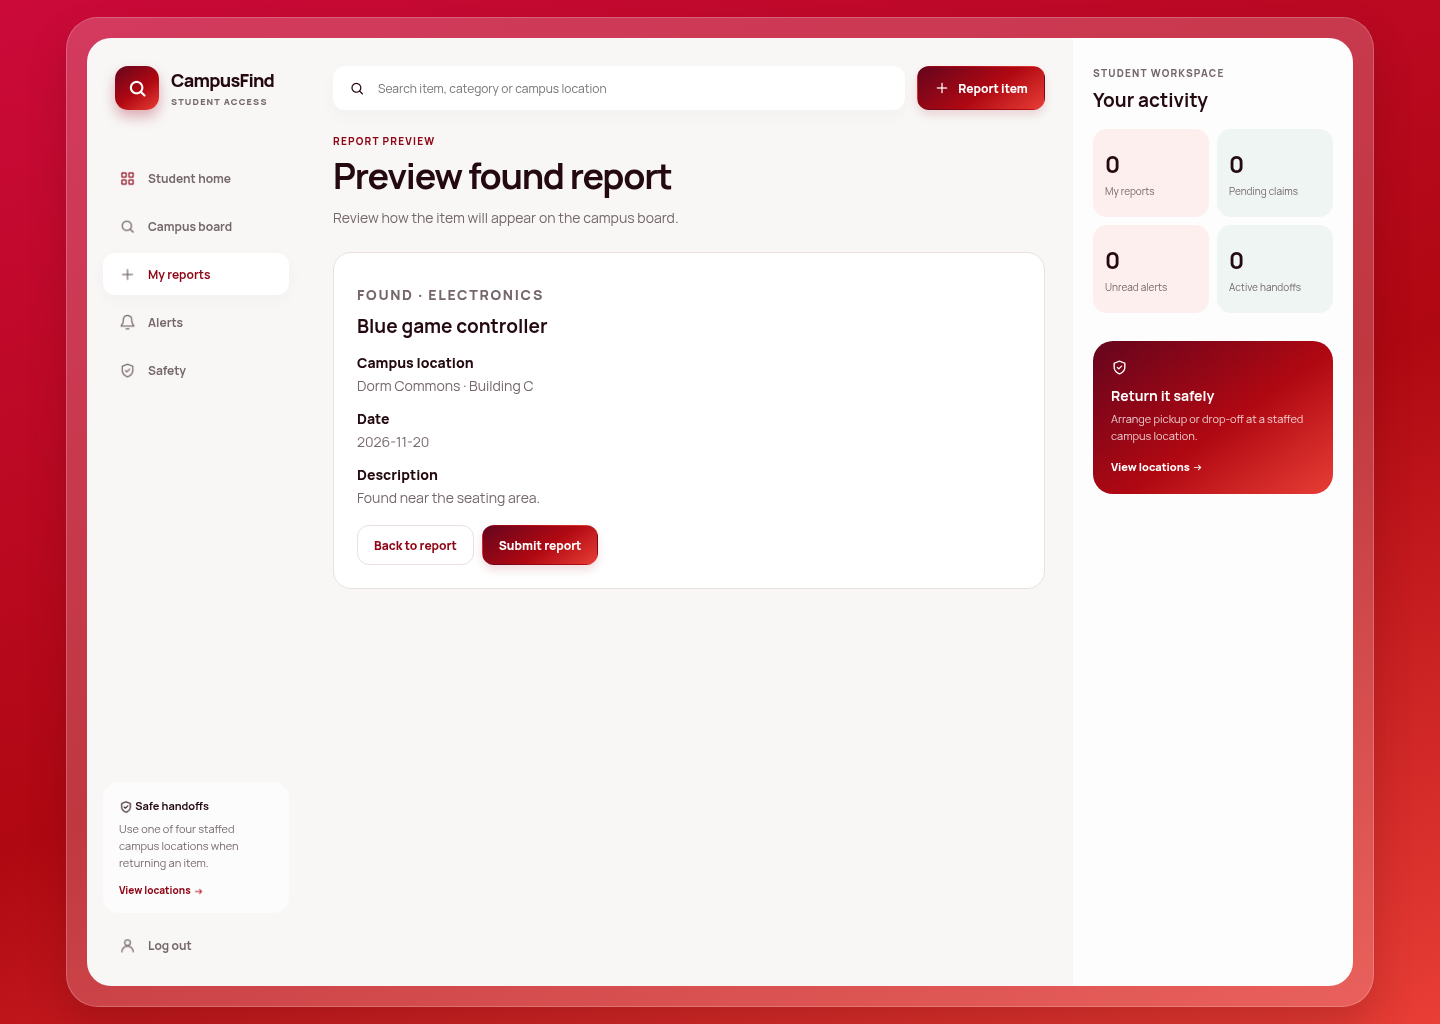 CampusFind
STUDENT ACCESS
Student home
Campus board
My reports
Alerts
Safety
Safe handoffs
Use one of four staffed
campus locations when
returning an item.
View locations →
Log out
Search item, category or campus location
Report item
REPORT PREVIEW
Preview found report
Review how the item will appear on the campus board.
FOUND · ELECTRONICS
Blue game controller
Campus location
Dorm Commons · Building C
Date
2026-11-20
Description
Found near the seating area.
Back to report
Submit report
STUDENT WORKSPACE
Your activity
0
My reports
0
Pending claims
0
Unread alerts
0
Active handoffs
Return it safely
Arrange pickup or drop-off at a staffed
campus location.
View locations →